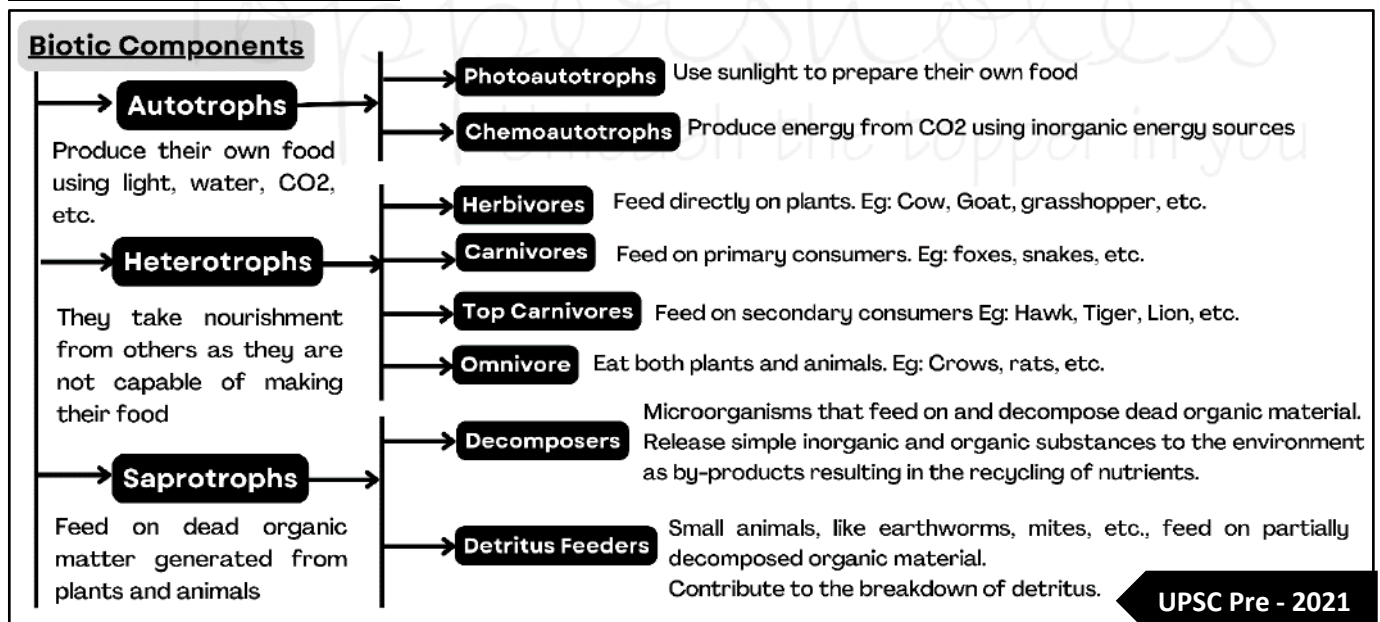 Toppersnotes
Unleash the topper in you
Biotic Components
Autotrophs
Produce their own food
using light, water, CO2,
etc.
Photoautotrophs Use sunlight to prepare their own food
Chemoautotrophs Produce energy from CO2 using inorganic energy sources
Heterotrophs
They take nourishment
from others as they are
not capable of making
their food
Herbivores Feed directly on plants. Eg: Cow, Goat, grasshopper, etc.
Carnivores Feed on primary consumers. Eg: foxes, snakes, etc.
Top Carnivores Feed on secondary consumers Eg: Hawk, Tiger, Lion, etc.
Omnivore Eat both plants and animals. Eg: Crows, rats, etc.
Saprotrophs
Feed on dead organic
matter generated from
plants and animals
Decomposers
Microorganisms that feed on and decompose dead organic material.
Release simple inorganic and organic substances to the environment
as by-products resulting in the recycling of nutrients.
Detritus Feeders
Small animals, like earthworms, mites, etc., feed on partially
decomposed organic material.
Contribute to the breakdown of detritus.
UPSC Pre - 2021